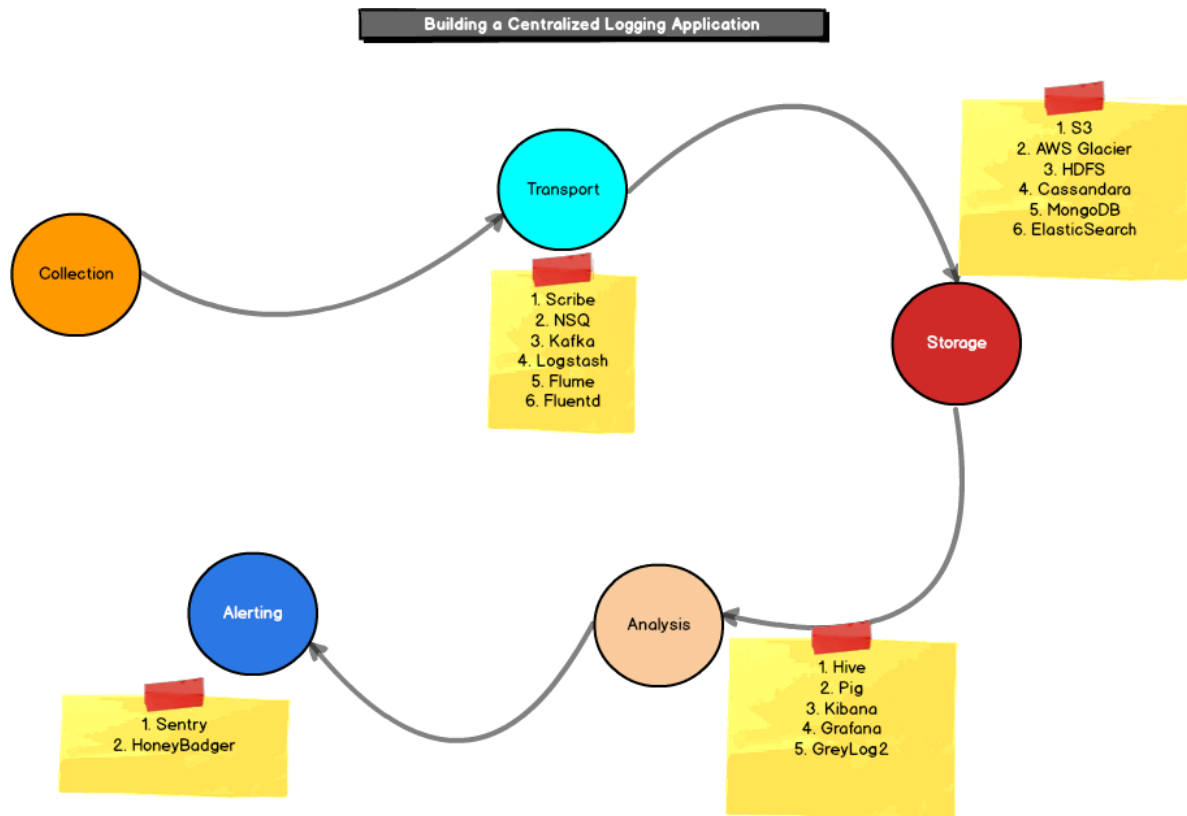 Building a Centralized Logging Application
Collection
Transport
1. Scribe
2. NSQ
3. Kafka
4. Logstash
5. Flume
6. Fluentd
1. S3
2. AWS Glacier
3. HDFS
4. Cassandara
5. MongoDB
6. ElasticSearch
Storage
Analysis
1. Hive
2. Pig
3. Kibana
4. Grafana
5. GreyLog2
Alerting
1. Sentry
2. HoneyBadger